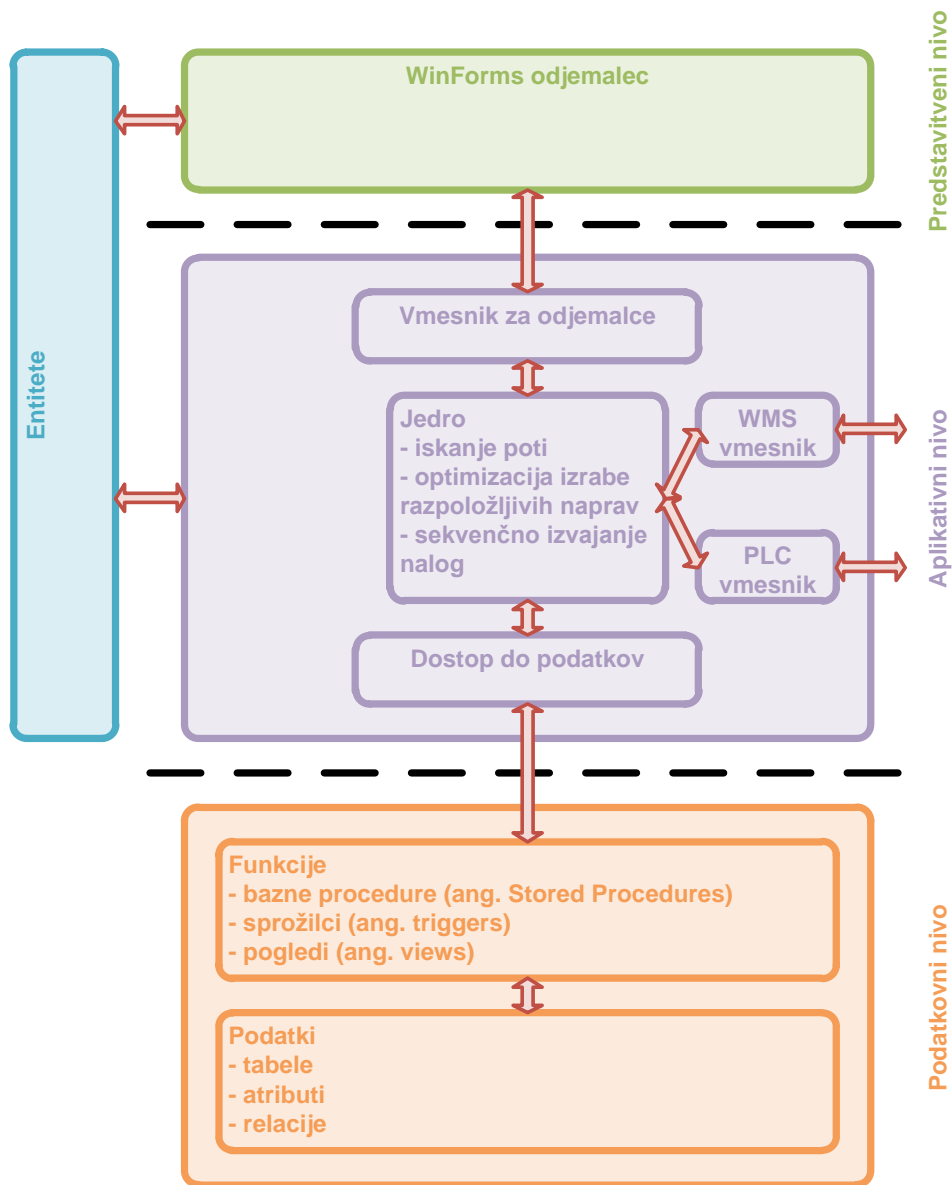 WinForms odjemalec
Predstavitveni nivo
Entitete
Vmesnik za odjemalce
Jedro
- iskanje poti
- optimizacija izrabe
razpoložljivih naprav
- sekvenčno izvajanje
nalog
WMS
vmesnik
PLC
vmesnik
Aplikativni nivo
Dostop do podatkov
Funkcije
- bazne procedure (ang. Stored Procedures)
- sprožilci (ang. triggers)
- pogledi (ang. views)
Podatki
- tabele
- atributi
- relacije
Podatkovni nivo